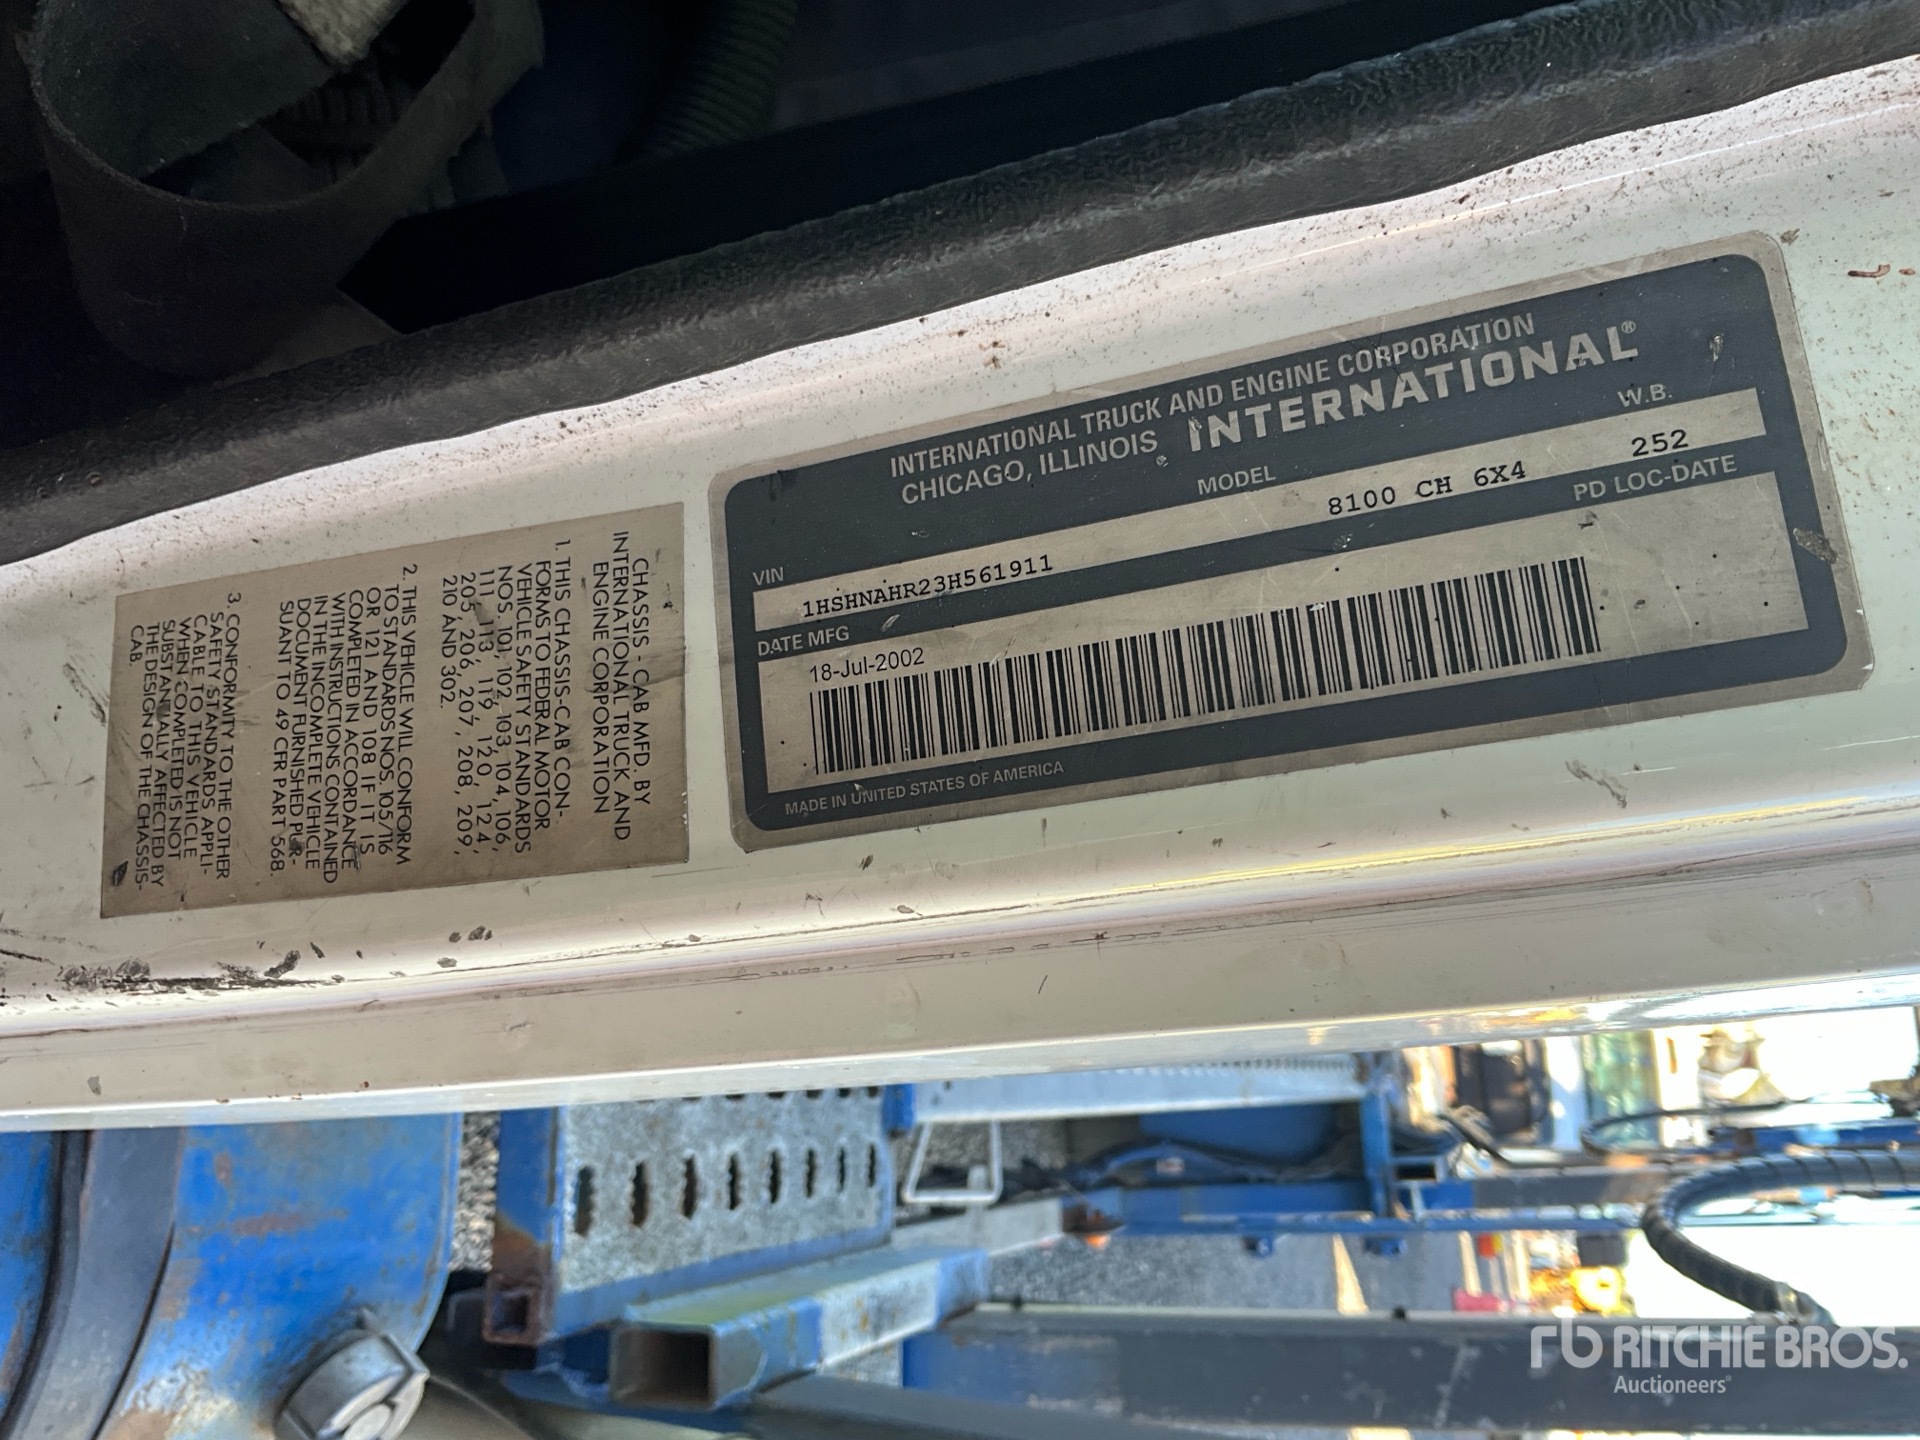 INTERNATIONAL TRUCK AND ENGINE CORPORATION
CHICAGO, ILLINOIS INTERNATIONAL®
VIN MODEL W.B.
1HSHNAHR23H561911 8100 CH 6X4 252
DATE MFG PD LOC-DATE
18-Jul-2002
MADE IN UNITED STATES OF AMERICA
CHASSIS - CAB MFD. BY
INTERNATIONAL TRUCK AND
ENGINE CORPORATION
1. THIS CHASSIS-CAB CON-
FORMS TO FEDERAL MOTOR
VEHICLE SAFETY STANDARDS
NOS. 101, 102, 103, 104, 106,
111, 113, 119, 120, 124,
205, 206, 207, 208, 209,
210 AND 302.
2. THIS VEHICLE WILL CONFORM
TO STANDARDS NOS. 105/116
OR 121 AND 108 IF IT IS
COMPLETED IN ACCORDANCE
WITH INSTRUCTIONS CONTAINED
IN THE INCOMPLETE VEHICLE
DOCUMENT FURNISHED PUR-
SUANT TO 49 CFR PART 568.
3. CONFORMITY TO THE OTHER
SAFETY STANDARDS APPLI-
CABLE TO THIS VEHICLE
WHEN COMPLETED IS NOT
SUBSTANTIALLY AFFECTED BY
THE DESIGN OF THE CHASSIS-
CAB.
rb RITCHIE BROS.
Auctioneers